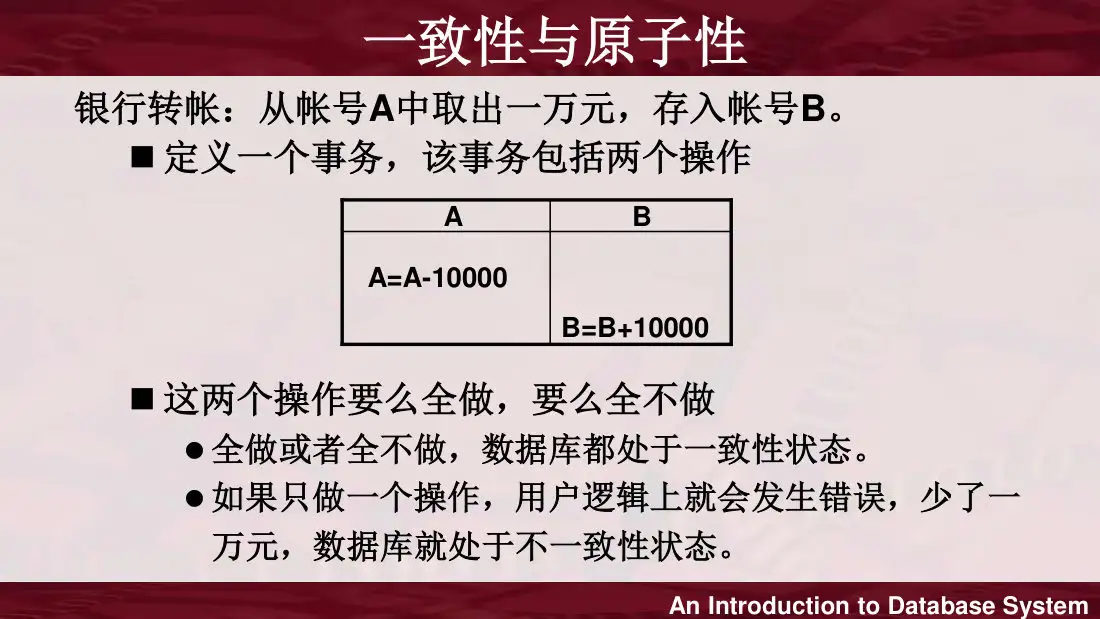 一致性与原子性
银行转帐：从帐号A中取出一万元，存入帐号B。
■ 定义一个事务，该事务包括两个操作
A B
A=A-10000
B=B+10000
■ 这两个操作要么全做，要么全不做
● 全做或者全不做，数据库都处于一致性状态。
● 如果只做一个操作，用户逻辑上就会发生错误，少了一
万元，数据库就处于不一致性状态。
An Introduction to Database System